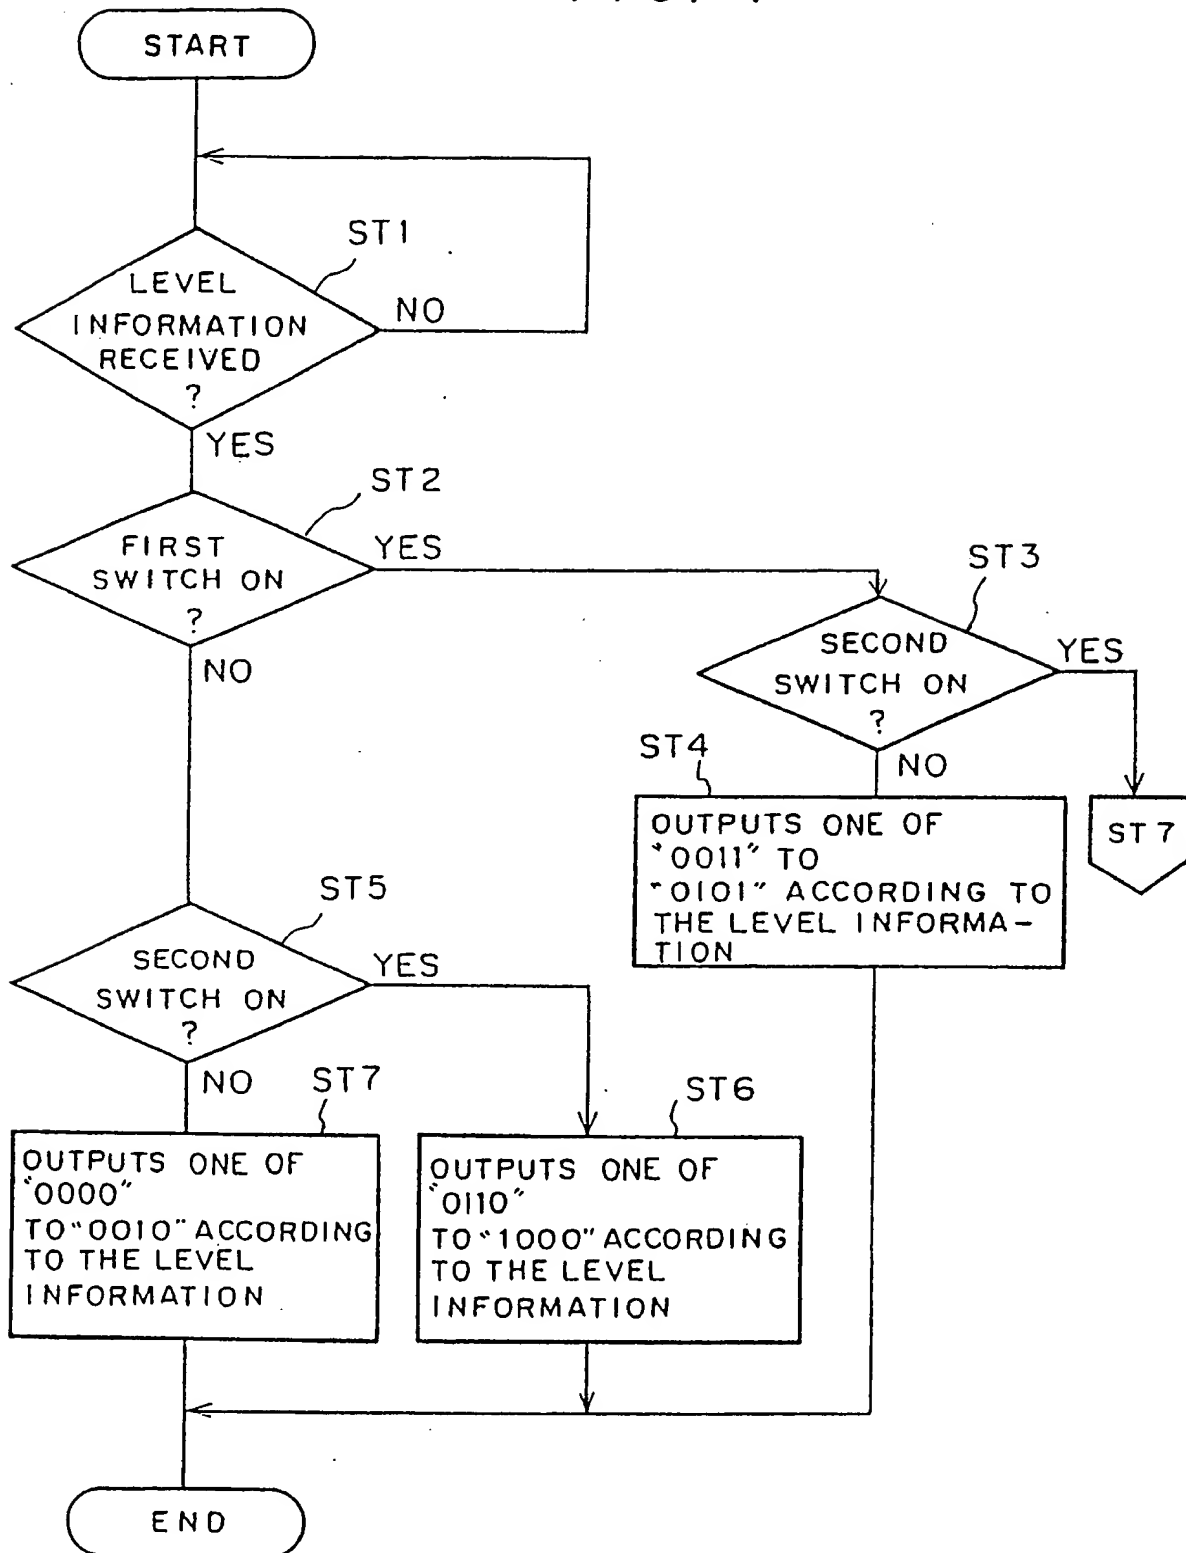 START
ST1
LEVEL
INFORMATION
RECEIVED
?
NO
YES
ST2
FIRST
SWITCH ON
?
YES
NO
ST3
SECOND
SWITCH ON
?
YES
NO
ST4
OUTPUTS ONE OF
"0011" TO
"0101" ACCORDING TO
THE LEVEL INFORMA-
TION
ST7
ST5
SECOND
SWITCH ON
?
YES
NO
ST7
OUTPUTS ONE OF
"0000"
TO "0010" ACCORDING
TO THE LEVEL
INFORMATION
ST6
OUTPUTS ONE OF
"0110"
TO "1000" ACCORDING
TO THE LEVEL
INFORMATION
END